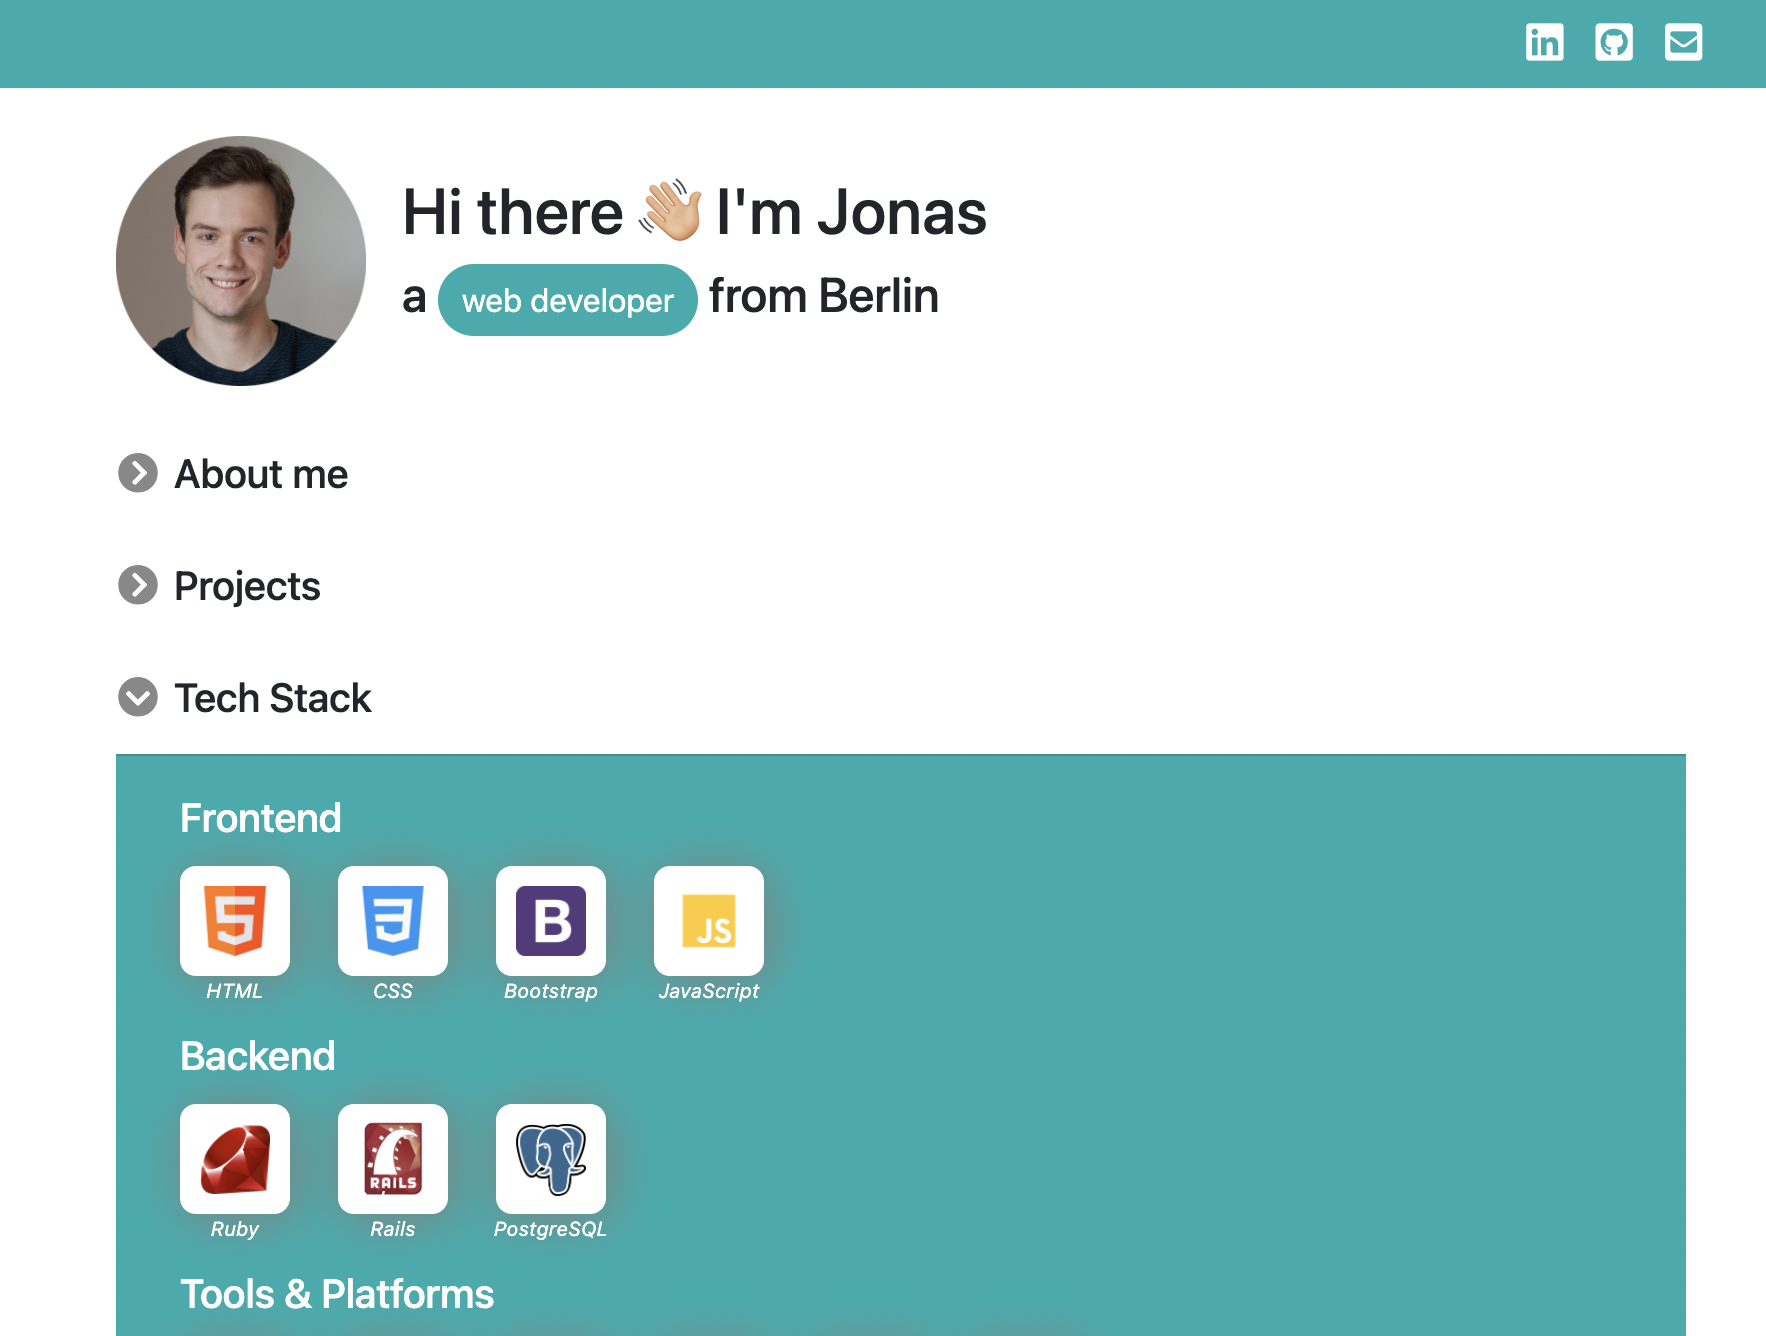 in
Hi there 👋🏼 I'm Jonas
a web developer from Berlin
About me
Projects
Tech Stack
Frontend
5 3 B JS
HTML CSS Bootstrap JavaScript
Backend
RAILS
Ruby Rails PostgreSQL
Tools & Platforms